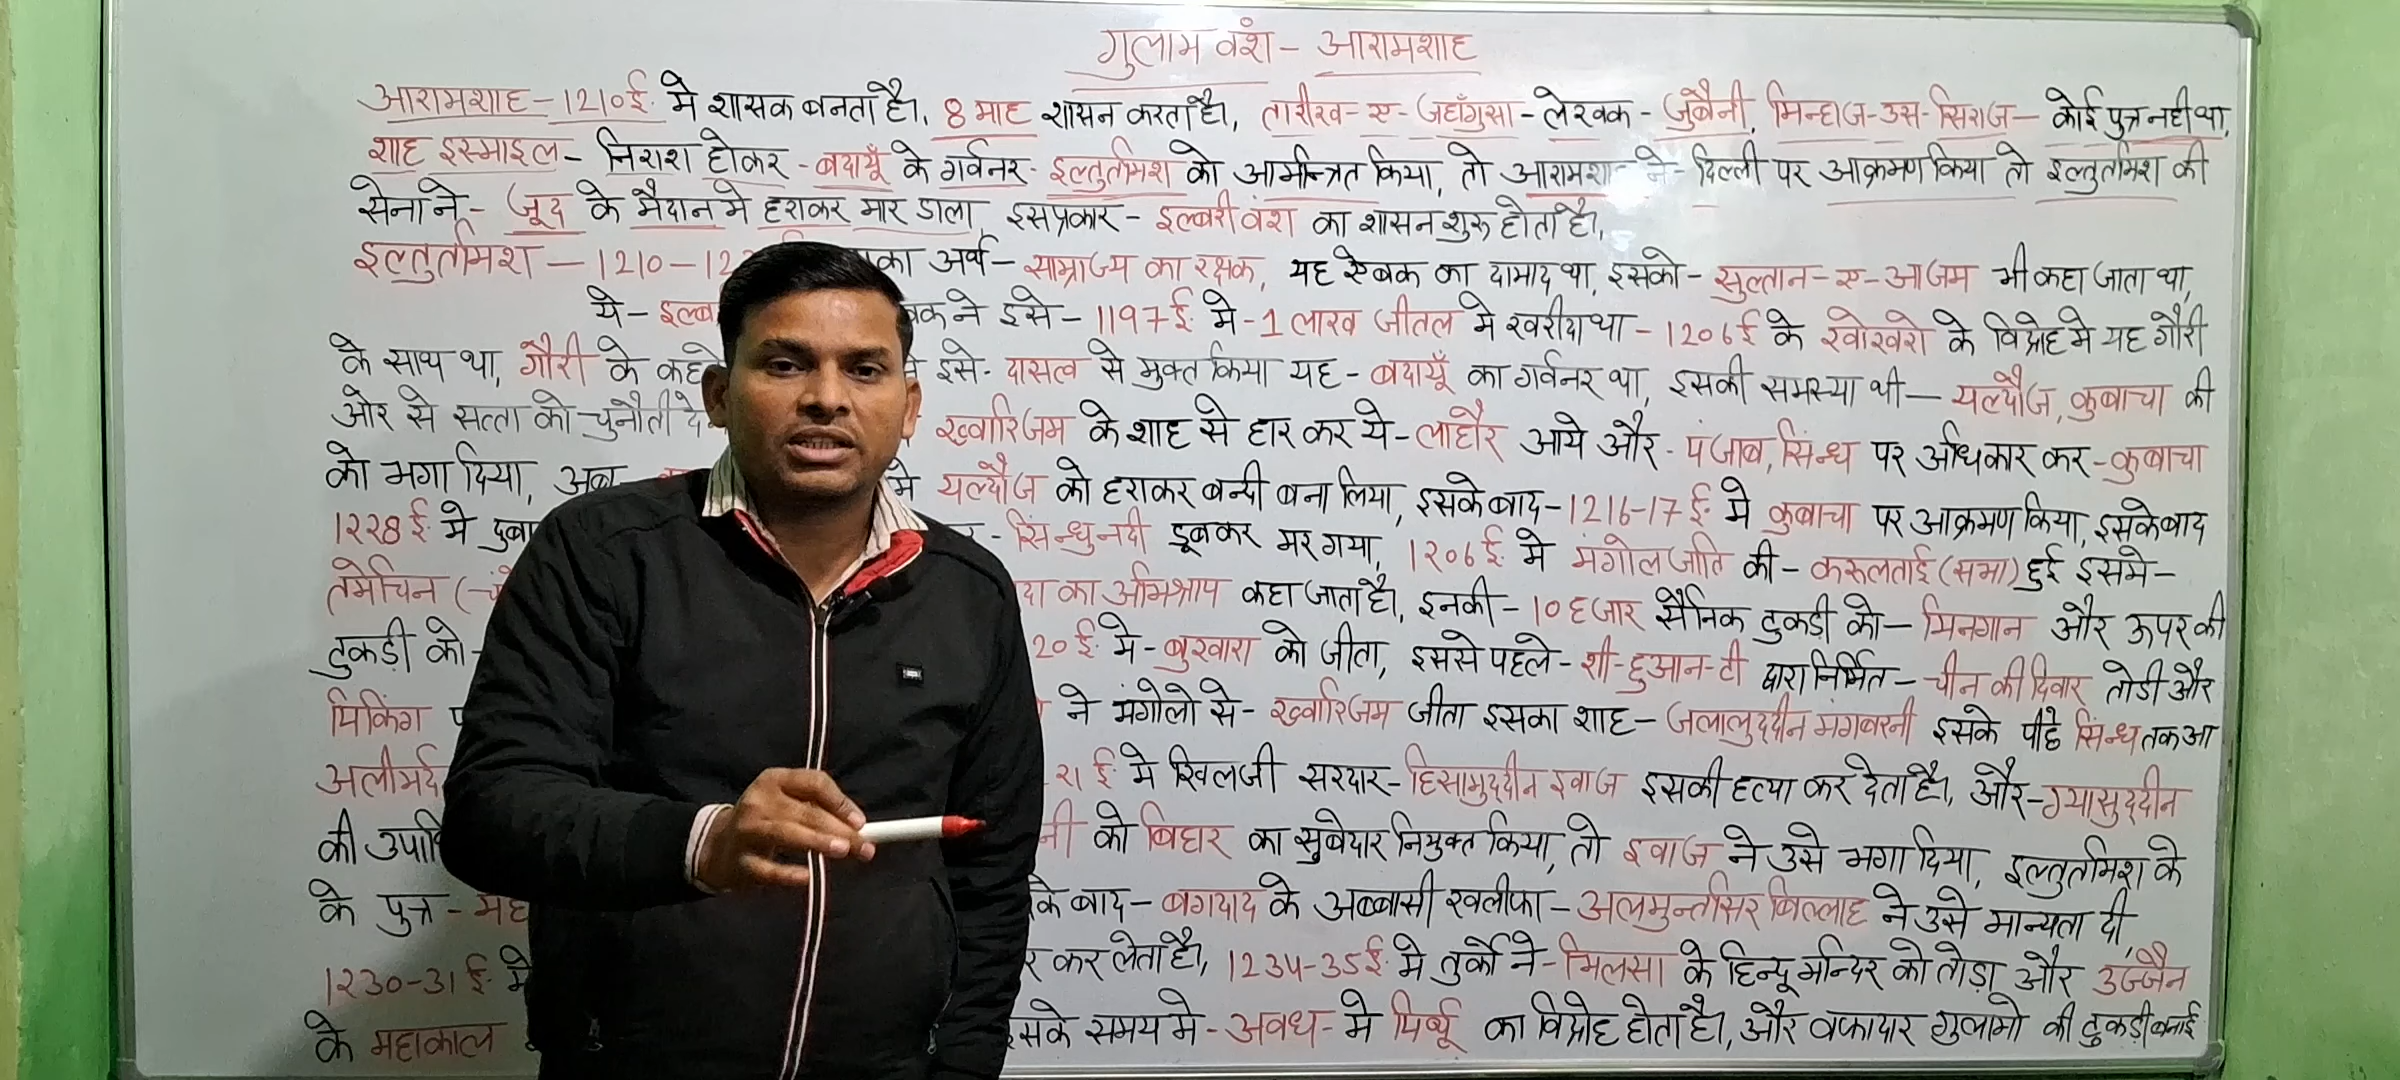 गुलाम वंश - आरामशाह
आरामशाह - 1210 ई. मे शासक बनता है।, 8 माह शासन करता है।, तारीख-ए-जहाँगुसा - लेखक - जुबैनी, मिन्हाज-उस-सिराज - कोई पुत्र नही था,
शाह इस्माइल - निराश होकर - बदायूँ के गर्वनर - इल्तुतमिश को आमन्त्रित किया, तो आरामशा ने - दिल्ली पर आक्रमण किया तो इल्तुतमिश की
सेना ने - जूद के मैदान मे हराकर मार डाला, इसप्रकार - इल्बरी वंश का शासन शुरु होता है।,
इल्तुतमिश - 1210 - का अर्थ - साम्राज्य का रक्षक, यह ऐबक का दामाद था, इसको - सुल्तान-ए-आजम भी कहा जाता था,
ये - इल्ब बक ने इसे - 1197 ई. मे - 1 लाख जीतल मे खरीदा था - 1206 ई के खोखरो के विद्रोह मे यह गौरी
के साथ था, गौरी के कहे इसे - दासत्व से मुक्त किया यह - बदायूँ का गर्वनर था, इसकी समस्या थी - यल्दौज, कुबाचा की
ओर से सत्ता को चुनौती दे ख्वारिजम के शाह से हार कर ये - लाहौर आये और - पंजाब, सिन्ध पर अधिकार कर - कुबाचा
को भगा दिया, अब मे यल्दौज को हराकर बन्दी बना लिया, इसके बाद - 1216-17 ई. मे कुबाचा पर आक्रमण किया, इसके बाद
1228 ई. मे दुबा र - सिन्धु नदी डूबकर मर गया, 1206 ई. मे मंगोल जाति की - करूलताई (सभा) हुई इसमे -
तमेचिन दा का अभिश्राप कहा जाता है।, इनकी - 10 हजार सैनिक टुकड़ी को - मिनगान और ऊपर की
टुकड़ी को - 20 ई. मे - बुखारा को जीता, इससे पहले - शी-हुआन-टी द्वारा निर्मित - चीन की दिवार तोडी और
पिकिंग ने मंगोलो से - ख्वारिजम जीता इसका शाह - जलालुद्दीन मंगबरनी इसके पीछे सिन्ध तक आ
अलीमर्द 21 ई. मे खिलजी सरदार - हिसामुद्दीन इवाज इसकी हत्या कर देता है।, और - ग्यासुद्दीन
की उपाधि नी को बिहार का सुबेदार नियुक्त किया, तो इवाज ने उसे भगा दिया, इल्तुतमिश के
के पुत्र - मह के बाद - बगदाद के अब्बासी खलीफा - अलमुन्तसिर बिल्लाह ने उसे मान्यता दी,
1230-31 ई. मे र कर लेता है।, 1234-35 ई. मे तुर्को ने - भिलसा के हिन्दू मन्दिर को तोड़ा और उज्जैन
के महाकाल सके समय मे - अवध - मे पिर्थू का विद्रोह होता है।, और वफादार गुलामो की टुकड़ी बनाई